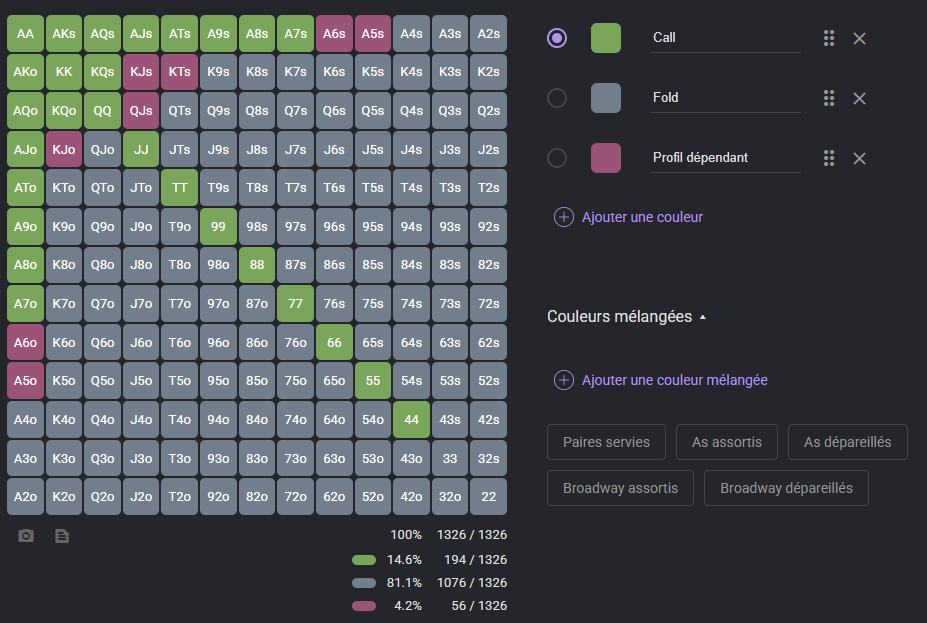 AA AKs AQs AJs ATs A9s A8s A7s A6s A5s A4s A3s A2s
AKo KK KQs KJs KTs K9s K8s K7s K6s K5s K4s K3s K2s
AQo KQo QQ QJs QTs Q9s Q8s Q7s Q6s Q5s Q4s Q3s Q2s
AJo KJo QJo JJ JTs J9s J8s J7s J6s J5s J4s J3s J2s
ATo KTo QTo JTo TT T9s T8s T7s T6s T5s T4s T3s T2s
A9o K9o Q9o J9o T9o 99 98s 97s 96s 95s 94s 93s 92s
A8o K8o Q8o J8o T8o 98o 88 87s 86s 85s 84s 83s 82s
A7o K7o Q7o J7o T7o 97o 87o 77 76s 75s 74s 73s 72s
A6o K6o Q6o J6o T6o 96o 86o 76o 66 65s 64s 63s 62s
A5o K5o Q5o J5o T5o 95o 85o 75o 65o 55 54s 53s 52s
A4o K4o Q4o J4o T4o 94o 84o 74o 64o 54o 44 43s 42s
A3o K3o Q3o J3o T3o 93o 83o 73o 63o 53o 43o 33 32s
A2o K2o Q2o J2o T2o 92o 82o 72o 62o 52o 42o 32o 22
100% 1326 / 1326
14.6% 194 / 1326
81.1% 1076 / 1326
4.2% 56 / 1326
Call
Fold
Profil dépendant
Ajouter une couleur
Couleurs mélangées
Ajouter une couleur mélangée
Paires servies As assortis As dépareillés
Broadway assortis Broadway dépareillés